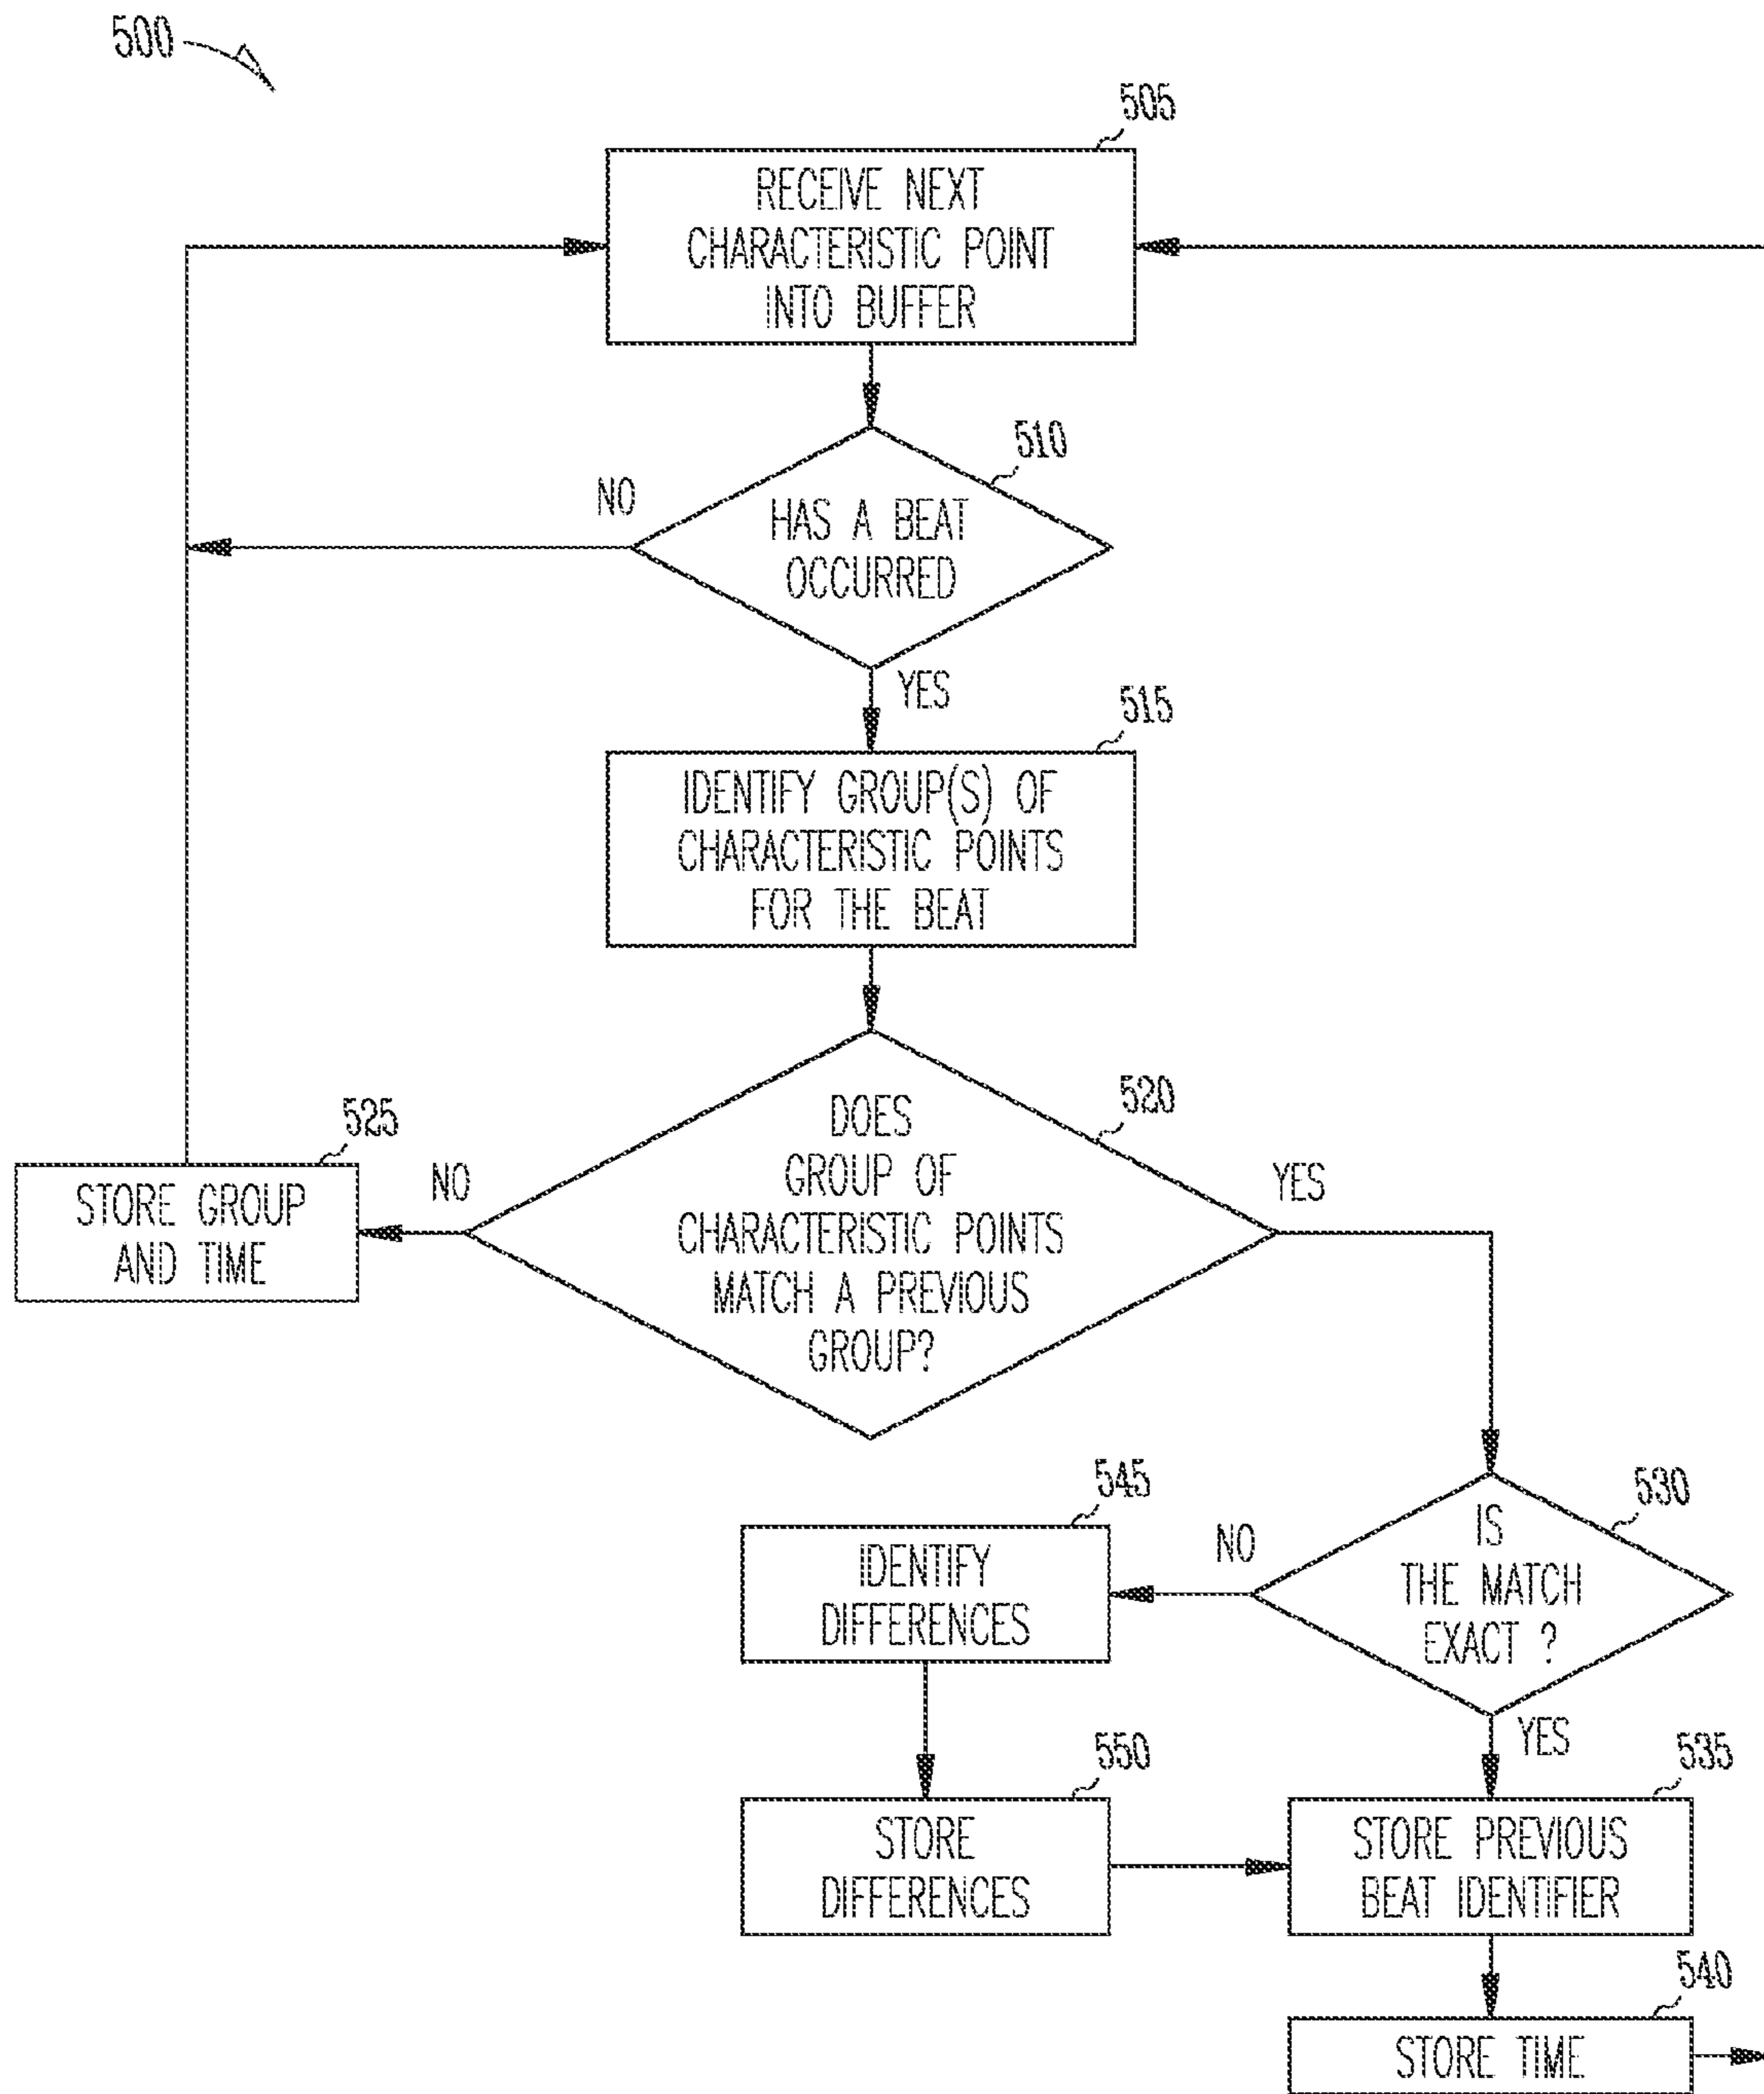 500
505
RECEIVE NEXT
CHARACTERISTIC POINT
INTO BUFFER
510
NO
HAS A BEAT
OCCURRED
YES
515
IDENTIFY GROUP(S) OF
CHARACTERISTIC POINTS
FOR THE BEAT
520
DOES
GROUP OF
CHARACTERISTIC POINTS
MATCH A PREVIOUS
GROUP?
525
NO
YES
STORE GROUP
AND TIME
530
IS
THE MATCH
EXACT ?
545
NO
IDENTIFY
DIFFERENCES
YES
550
STORE
DIFFERENCES
535
STORE PREVIOUS
BEAT IDENTIFIER
540
STORE TIME